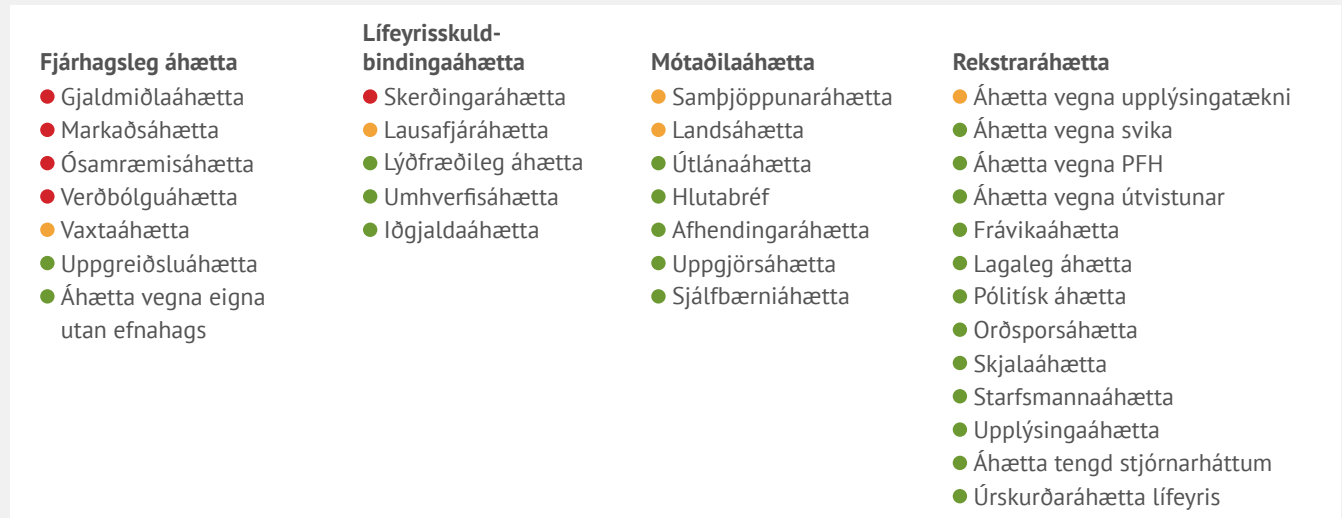 Fjárhagsleg áhætta
Gjaldmiðlaáhætta
Markaðsáhætta
Ósamræmisáhætta
Verðbólguáhætta
Vaxtaáhætta
Uppgreiðsluáhætta
Áhætta vegna eigna
utan efnahags
Lífeyrisskuld-
bindingaáhætta
Skerðingaráhætta
Lausafjáráhætta
Lýðfræðileg áhætta
Umhverfisáhætta
Iðgjaldaáhætta
Mótaðilaáhætta
Samþjöppunaráhætta
Landsáhætta
Útlánaáhætta
Hlutabréf
Afhendingaráhætta
Uppgjörsáhætta
Sjálfbærniáhætta
Rekstraráhætta
Áhætta vegna upplýsingatækni
Áhætta vegna svika
Áhætta vegna PFH
Áhætta vegna útvistunar
Frávikaáhætta
Lagaleg áhætta
Pólitísk áhætta
Orðsporsáhætta
Skjalaáhætta
Starfsmannaáhætta
Upplýsingaáhætta
Áhætta tengd stjórnarháttum
Úrskurðaráhætta lífeyris